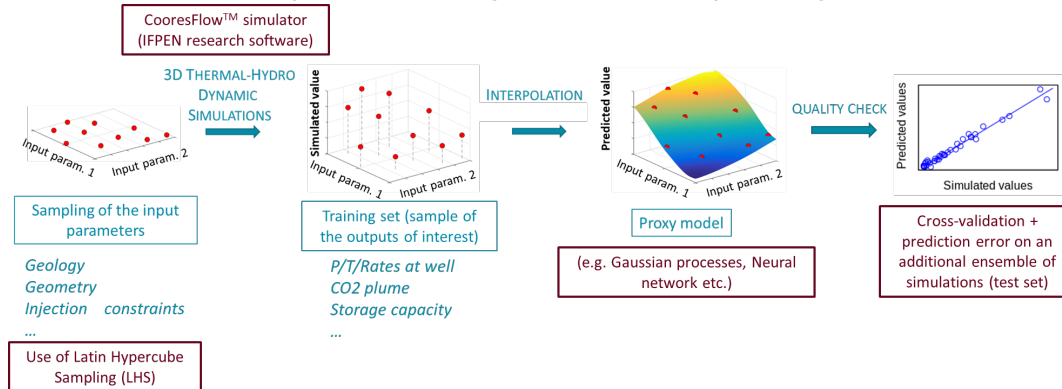 CooresFlow™ simulator
(IFPEN research software)
3D THERMAL-HYDRO
DYNAMIC
SIMULATIONS
Input param. 1
Input param. 2
Simulated value
Input param. 1
Input param. 2
INTERPOLATION
Predicted value
Input param. 1
Input param. 2
QUALITY CHECK
Predicted values
Simulated values
Sampling of the input
parameters
Geology
Geometry
Injection constraints
...
Use of Latin Hypercube
Sampling (LHS)
Training set (sample of
the outputs of interest)
P/T/Rates at well
CO2 plume
Storage capacity
...
Proxy model
(e.g. Gaussian processes, Neural
network etc.)
Cross-validation +
prediction error on an
additional ensemble of
simulations (test set)